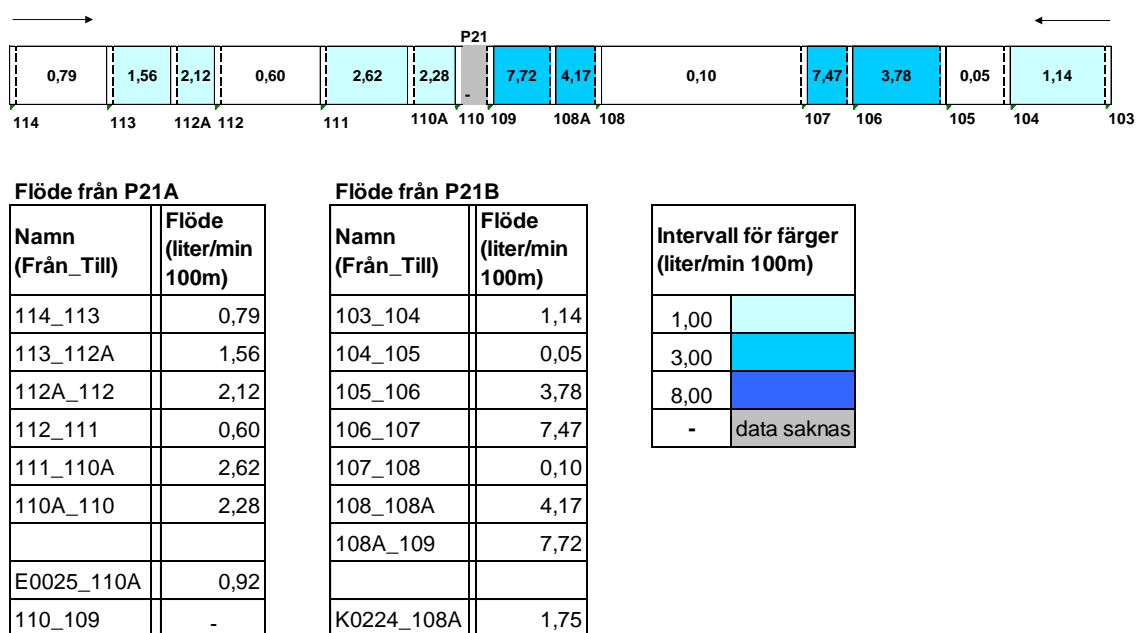 P21
0,79 1,56 2,12 0,60 2,62 2,28 - 7,72 4,17 0,10 7,47 3,78 0,05 1,14
114 113 112A 112 111 110A 110 109 108A 108 107 106 105 104 103
Flöde från P21A
Namn (Från_Till) Flöde (liter/min 100m)
114_113 0,79
113_112A 1,56
112A_112 2,12
112_111 0,60
111_110A 2,62
110A_110 2,28
E0025_110A 0,92
110_109 -
Flöde från P21B
Namn (Från_Till) Flöde (liter/min 100m)
103_104 1,14
104_105 0,05
105_106 3,78
106_107 7,47
107_108 0,10
108_108A 4,17
108A_109 7,72
K0224_108A 1,75
Intervall för färger
(liter/min 100m)
1,00
3,00
8,00
- data saknas